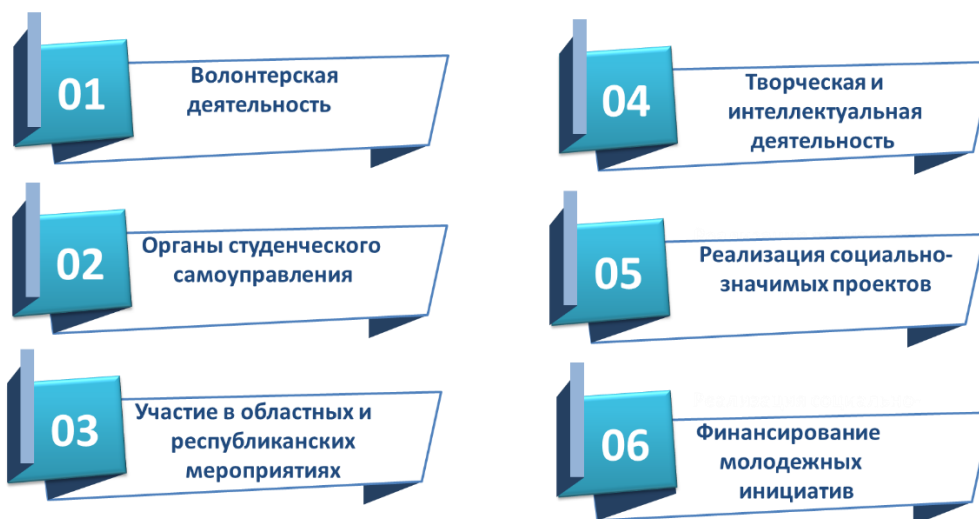 01
Волонтерская
деятельность
02
Органы студенческого
самоуправления
03
Участие в областных и
республиканских
мероприятиях
04
Творческая и
интеллектуальная
деятельность
05
Реализация социально-
значимых проектов
06
Финансирование
молодежных
инициатив